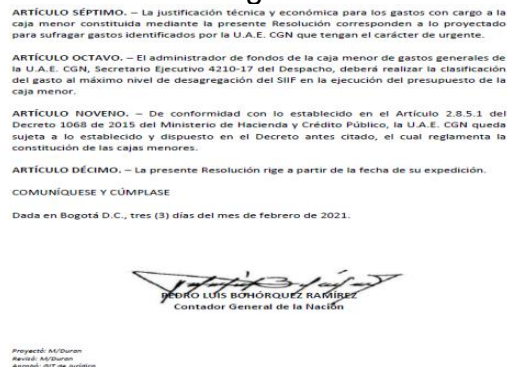 ARTÍCULO SÉPTIMO. – La justificación técnica y económica para los gastos con cargo a la
caja menor constituida mediante la presente Resolución corresponden a lo proyectado
para sufragar gastos identificados por la U.A.E. CGN que tengan el carácter de urgente.
ARTÍCULO OCTAVO. – El administrador de fondos de la caja menor de gastos generales de
la U.A.E. CGN, Secretario Ejecutivo 4210-17 del Despacho, deberá realizar la clasificación
del gasto al máximo nivel de desagregación del SIIF en la ejecución del presupuesto de la
caja menor.
ARTÍCULO NOVENO. – De conformidad con lo establecido en el Artículo 2.8.5.1 del
Decreto 1068 de 2015 del Ministerio de Hacienda y Crédito Público, la U.A.E. CGN queda
sujeta a lo establecido y dispuesto en el Decreto antes citado, el cual reglamenta la
constitución de las cajas menores.
ARTÍCULO DÉCIMO. – La presente Resolución rige a partir de la fecha de su expedición.
COMUNÍQUESE Y CÚMPLASE
Dada en Bogotá D.C., tres (3) días del mes de febrero de 2021.
PEDRO LUIS BOHÓRQUEZ RAMÍREZ
Contador General de la Nación
Proyectó: M/Duran
Revisó: M/Duran
Aprobó: GIT de Jurídica